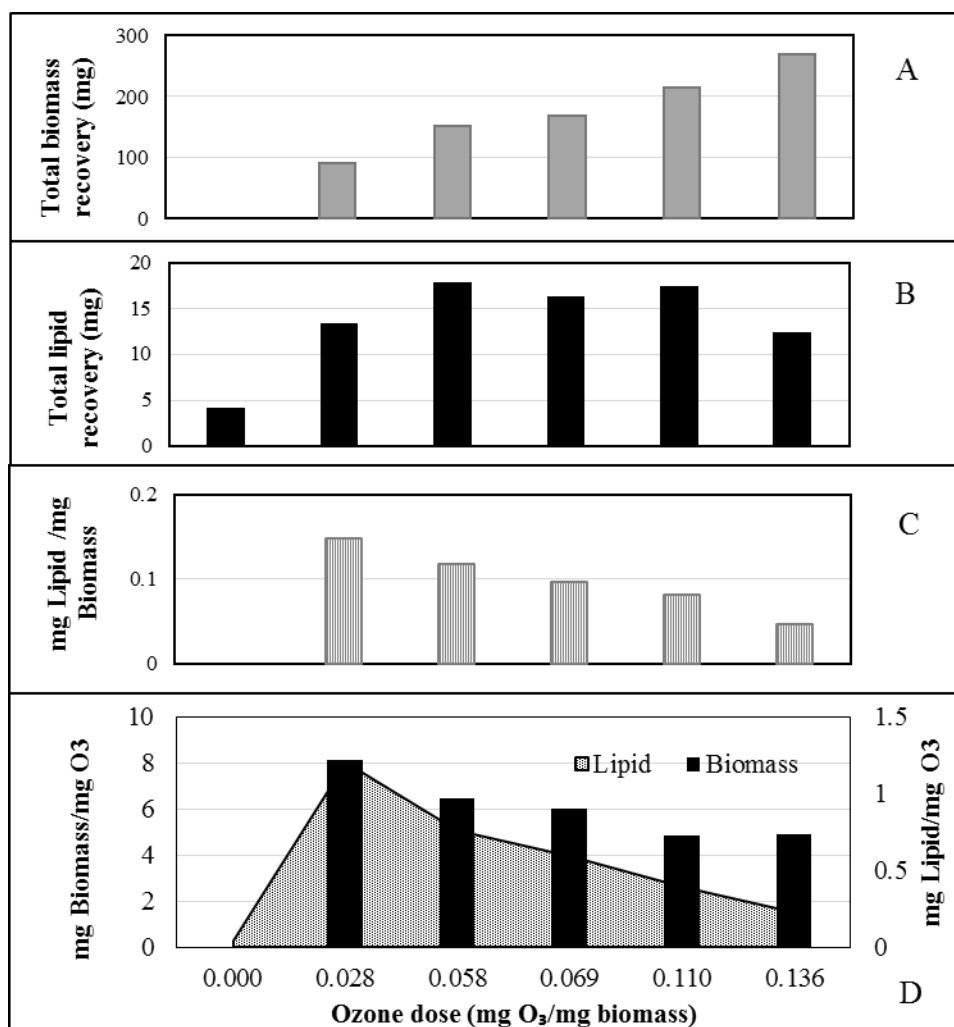 A
Total biomass
recovery (mg)
300
200
100
0
B
Total lipid
recovery (mg)
20
15
10
5
0
C
mg Lipid /mg
Biomass
0.2
0.1
0
mg Biomass/mg O3
10
8
6
4
2
0
Lipid
Biomass
1.5
1
0.5
0
mg Lipid/mg O3
0.000 0.028 0.058 0.069 0.110 0.136
Ozone dose (mg O₃/mg biomass)
D